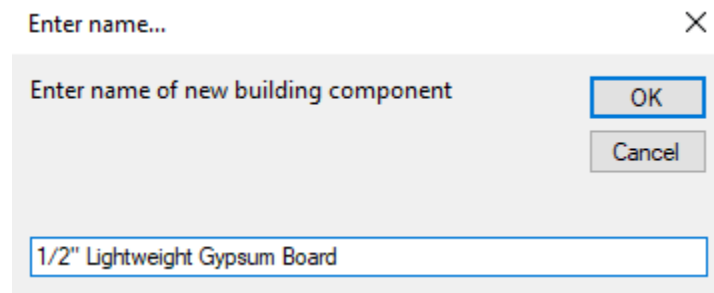 Enter name...
Enter name of new building component
OK
Cancel
1/2" Lightweight Gypsum Board